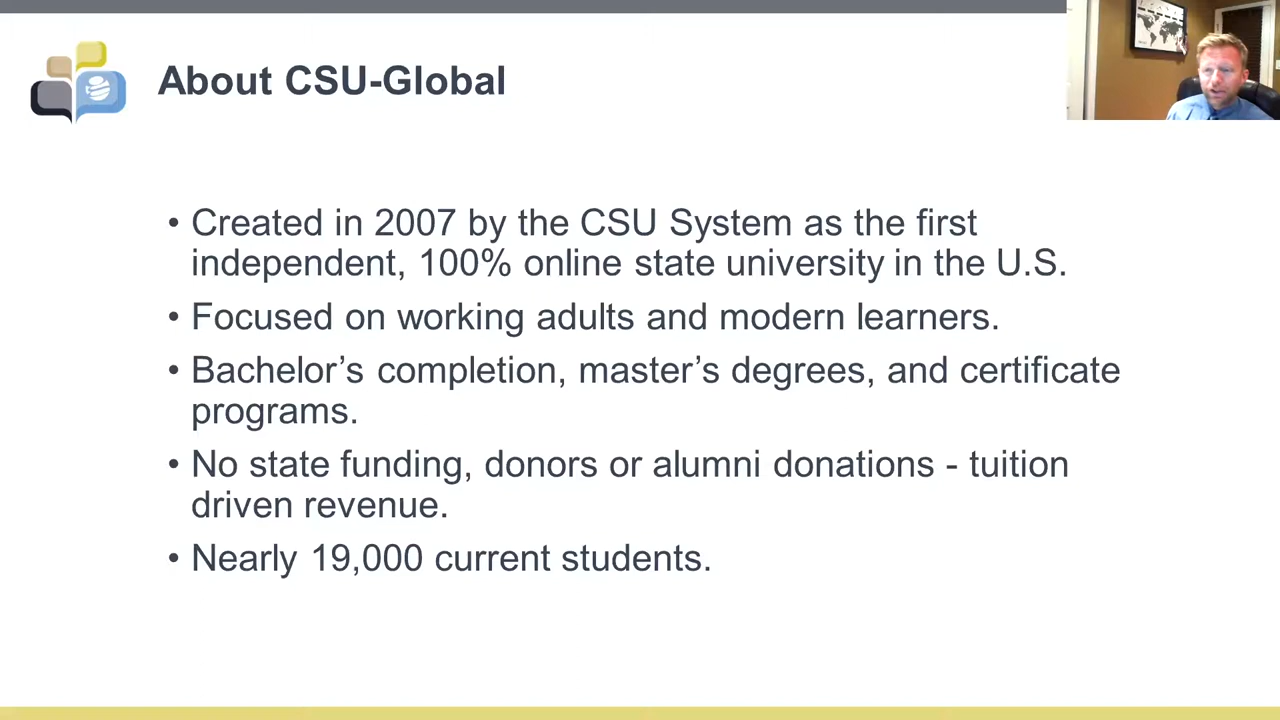 About CSU-Global
• Created in 2007 by the CSU System as the first
independent, 100% online state university in the U.S.
• Focused on working adults and modern learners.
• Bachelor’s completion, master’s degrees, and certificate
programs.
• No state funding, donors or alumni donations - tuition
driven revenue.
• Nearly 19,000 current students.